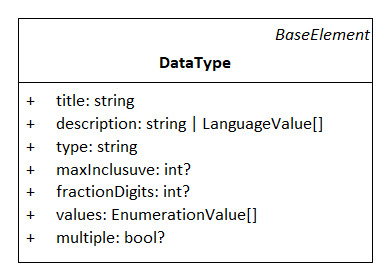 BaseElement
DataType
+ title: string
+ description: string | LanguageValue[]
+ type: string
+ maxInclusuve: int?
+ fractionDigits: int?
+ values: EnumerationValue[]
+ multiple: bool?